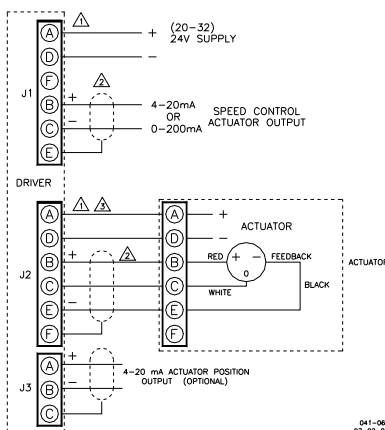 A
1
+ (20-32)
24V SUPPLY
D
-
F
J1
2
B
+
4-20mA
OR
SPEED CONTROL
ACTUATOR OUTPUT
C
-
0-200mA
E
DRIVER
A
1
3
A
+
D
D
-
ACTUATOR
J2
B
+
2
B
RED
+ -
FEEDBACK
ACTUATOR
0
C
C
WHITE
BLACK
E
-
E
F
F
J3
A
+
4-20 mA ACTUATOR POSITION
OUTPUT (OPTIONAL)
B
-
C
041-06